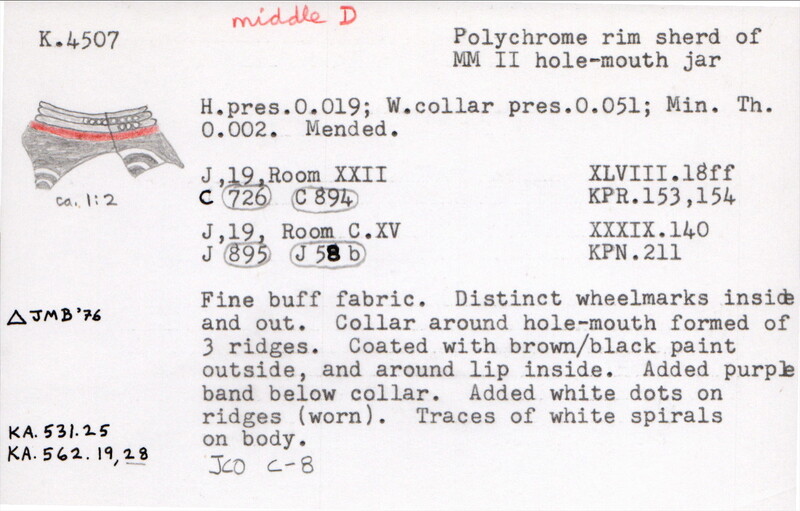 middle D
K.4507
Polychrome rim sherd of
MM II hole-mouth jar
H.pres.0.019; W.collar pres.0.051; Min. Th.
0.002. Mended.
ca. 1:2
J,19,Room XXII XLVIII.18ff
C 726 C 894 KPR.153,154
J,19, Room C.XV XXXIX.140
J 895 J 58 b KPN.211
Fine buff fabric. Distinct wheelmarks inside
and out. Collar around hole-mouth formed of
3 ridges. Coated with brown/black paint
outside, and around lip inside. Added purple
band below collar. Added white dots on
ridges (worn). Traces of white spirals
on body.
△ JMB '76
KA.531.25
KA.562.19,28
JCO C-8